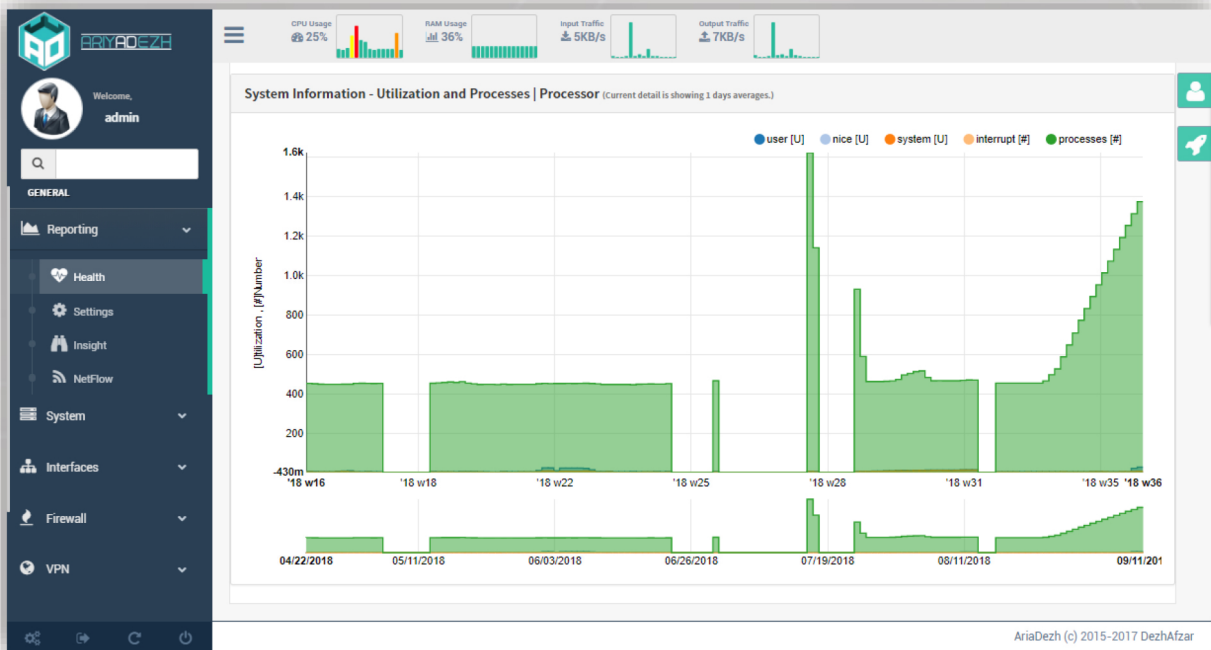 ARIYADEZH
CPU Usage
25%
RAM Usage
36%
Input Traffic
5KB/s
Output Traffic
7KB/s
Welcome,
admin
GENERAL
Reporting
Health
Settings
Insight
NetFlow
System
Interfaces
Firewall
VPN
System Information - Utilization and Processes | Processor (Current detail is showing 1 days averages.)
user [U] nice [U] system [U] interrupt [#] processes [#]
[U]tilization , [#]Number
1.6k
1.4k
1.2k
1.0k
800
600
400
200
-430m
'18 w16 '18 w18 '18 w22 '18 w25 '18 w28 '18 w31 '18 w35 '18 w36
04/22/2018 05/11/2018 06/03/2018 06/26/2018 07/19/2018 08/11/2018 09/11/201
AriaDezh (c) 2015-2017 DezhAfzar